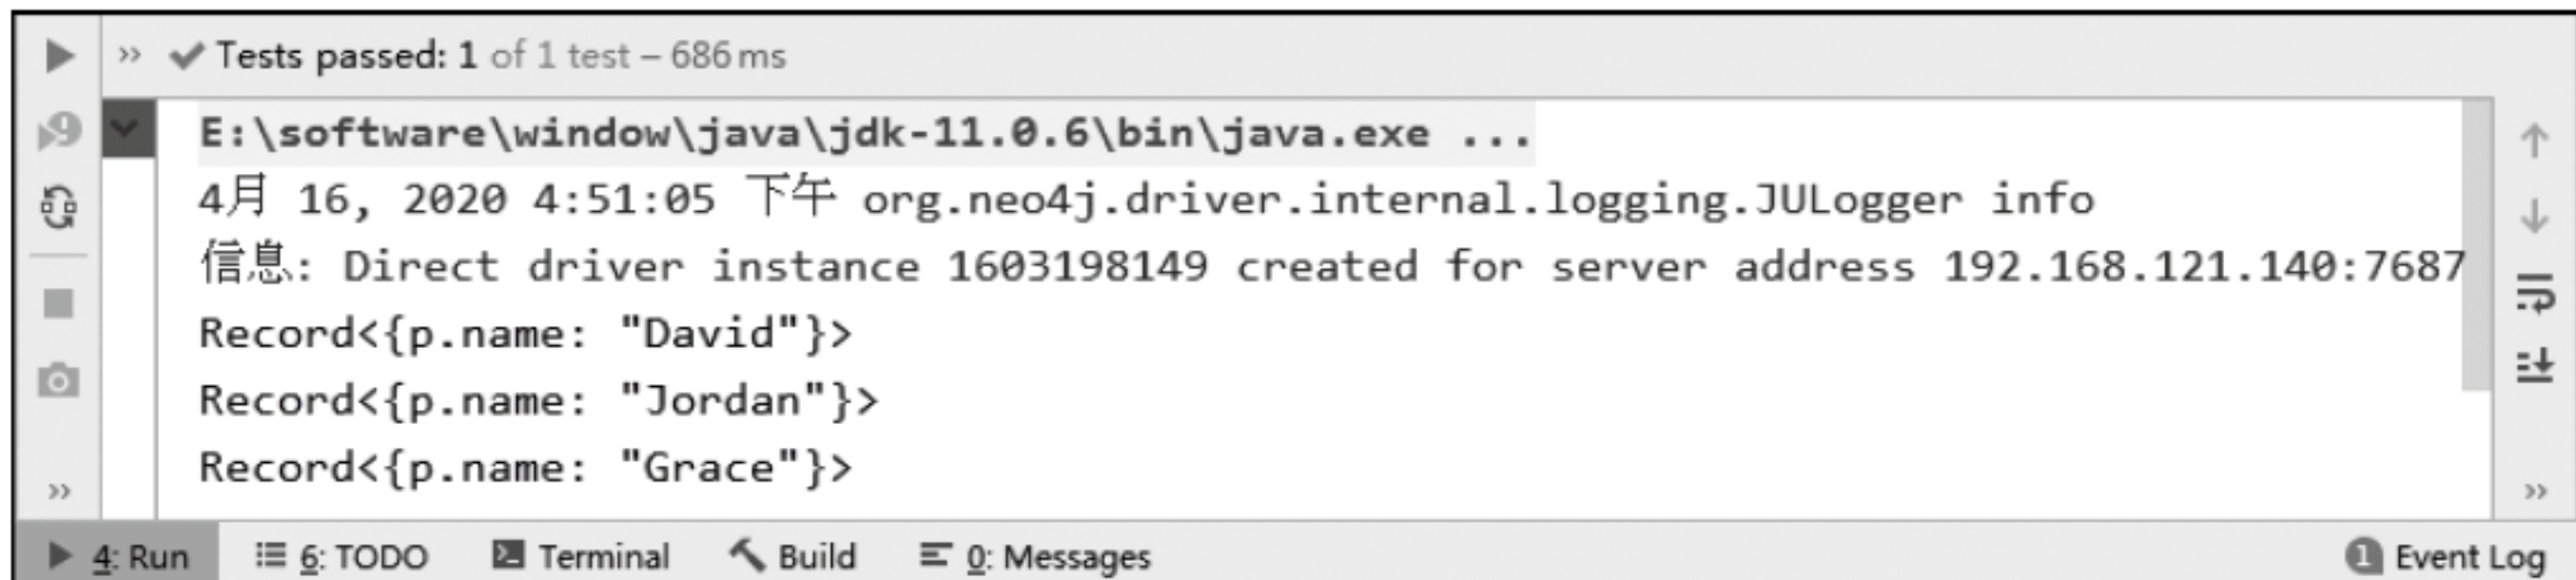 Tests passed: 1 of 1 test – 686 ms
E:\software\window\java\jdk-11.0.6\bin\java.exe ...
4月 16, 2020 4:51:05 下午 org.neo4j.driver.internal.logging.JULogger info
信息: Direct driver instance 1603198149 created for server address 192.168.121.140:7687
Record<{p.name: "David"}>
Record<{p.name: "Jordan"}>
Record<{p.name: "Grace"}>
4: Run 6: TODO Terminal Build 0: Messages 1 Event Log